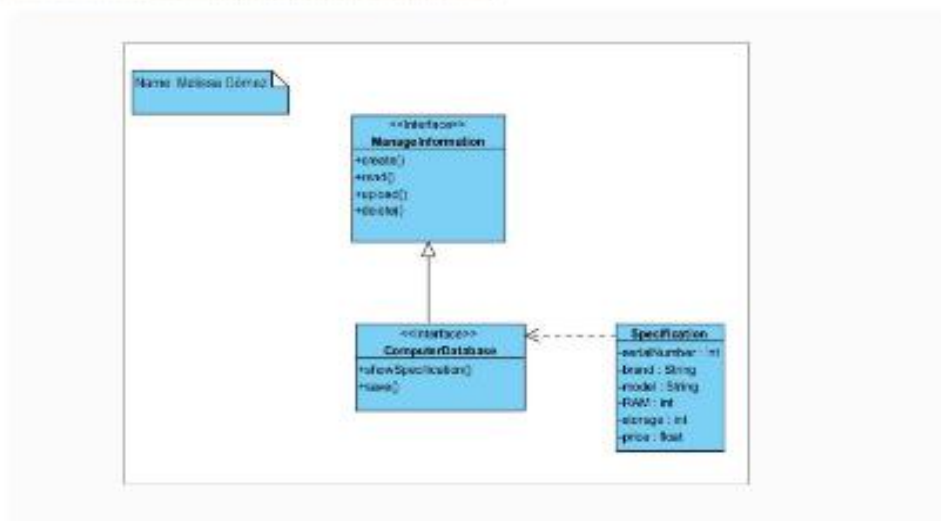 Name: Melissa Gómez
<<Interface>>
ManageInformation
+create()
+read()
+upload()
+delete()
<<Interface>>
ComputerDatabase
+showSpecification()
+save()
Specification
-serialNumber : int
-brand : String
-model : String
-RAM : int
-storage : int
-price : float